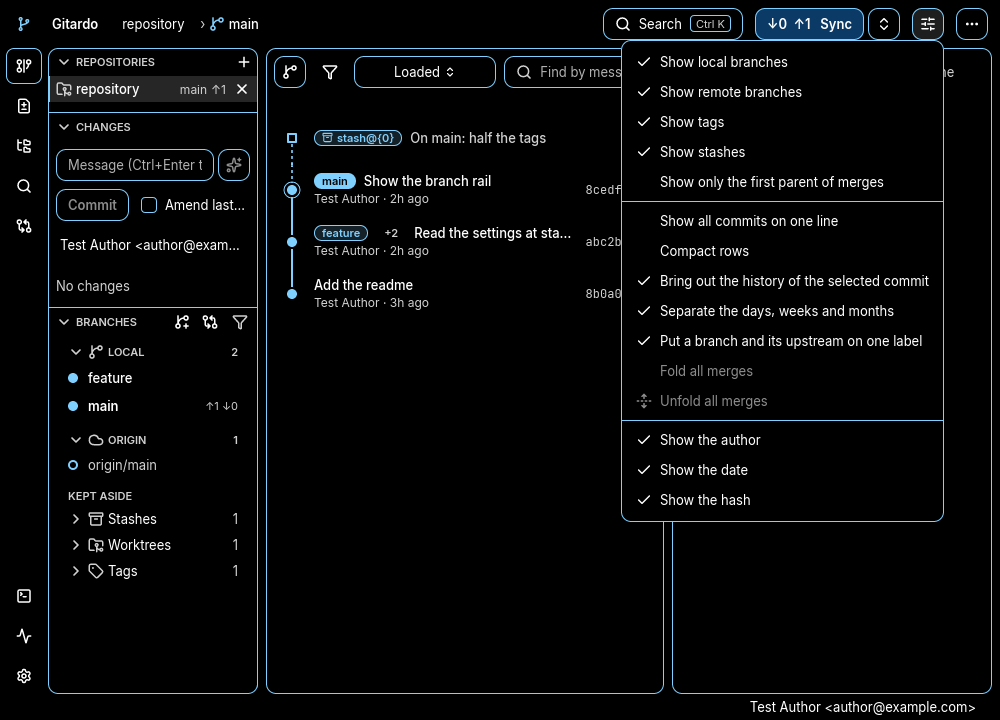 Gitardo repository › main Search Ctrl K ↓0 ↑1 Sync
REPOSITORIES
repository main ↑1
CHANGES
Message (Ctrl+Enter t
Commit Amend last...
Test Author <author@exam...
No changes
BRANCHES
LOCAL 2
feature
main ↑1 ↓0
ORIGIN 1
origin/main
KEPT ASIDE
Stashes 1
Worktrees 1
Tags 1
Loaded Find by mess
stash@{0} On main: half the tags
main Show the branch rail
Test Author · 2h ago 8cedf
feature +2 Read the settings at sta...
Test Author · 2h ago abc2b
Add the readme
Test Author · 3h ago 8b0a0
Show local branches
Show remote branches
Show tags
Show stashes
Show only the first parent of merges
Show all commits on one line
Compact rows
Bring out the history of the selected commit
Separate the days, weeks and months
Put a branch and its upstream on one label
Fold all merges
Unfold all merges
Show the author
Show the date
Show the hash
Test Author <author@example.com>